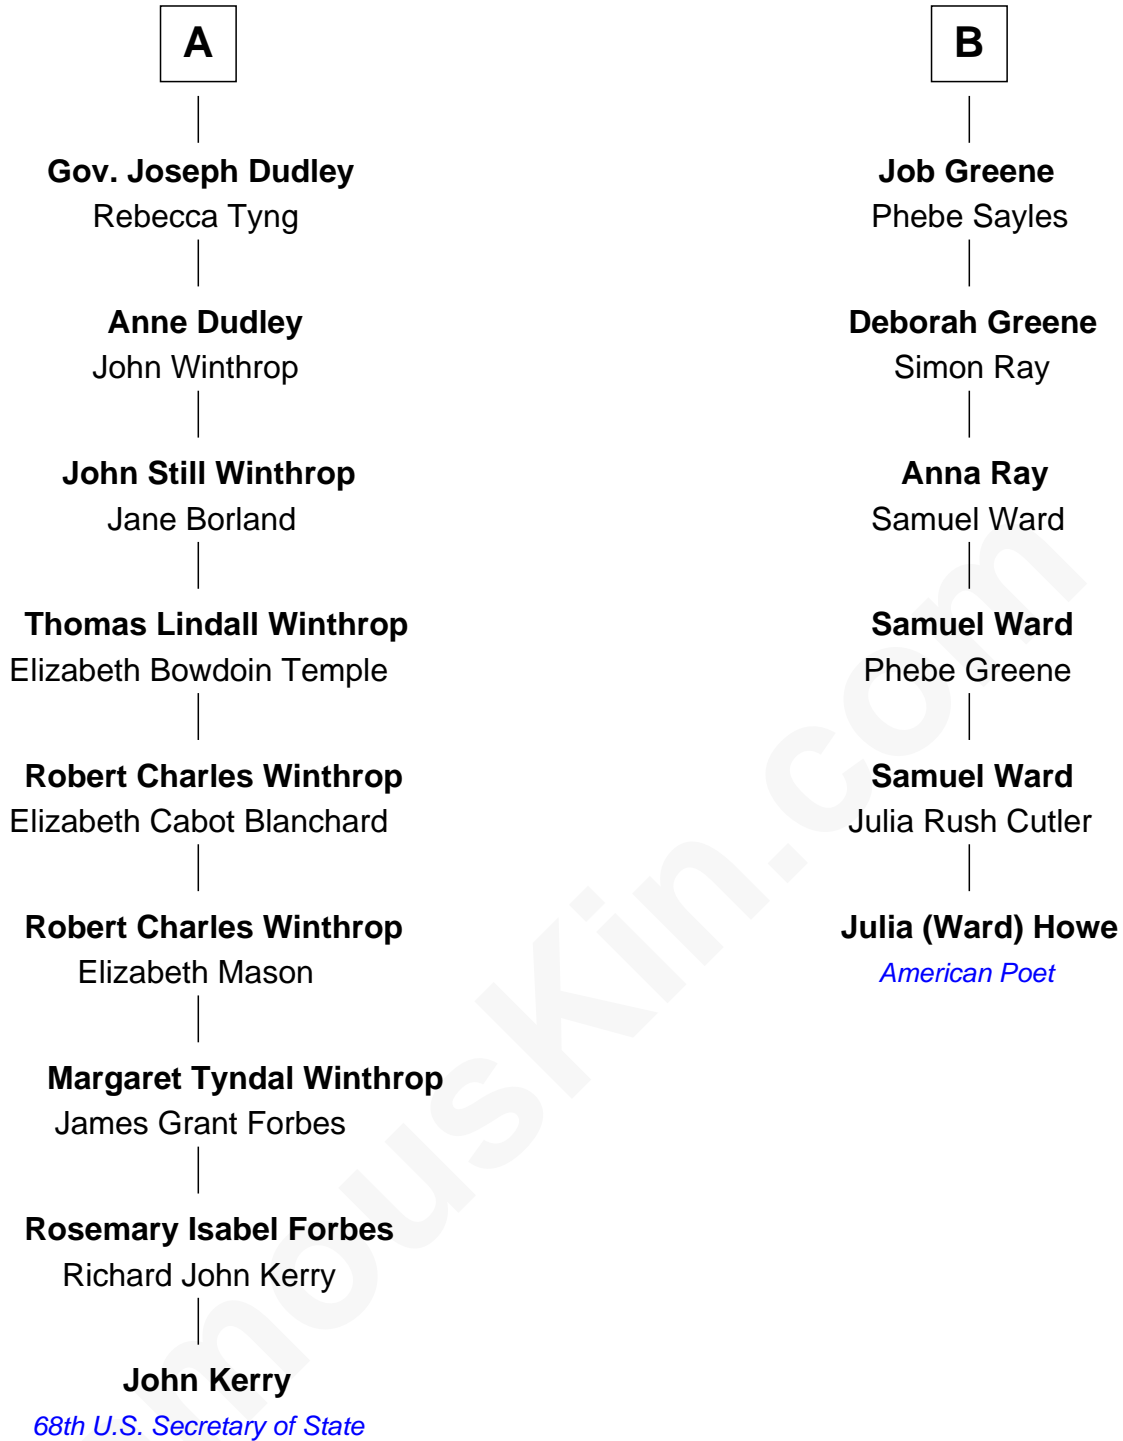 A
Gov. Joseph Dudley
Rebecca Tyng
Anne Dudley
John Winthrop
John Still Winthrop
Jane Borland
Thomas Lindall Winthrop
Elizabeth Bowdoin Temple
Robert Charles Winthrop
Elizabeth Cabot Blanchard
Robert Charles Winthrop
Elizabeth Mason
Margaret Tyndal Winthrop
James Grant Forbes
Rosemary Isabel Forbes
Richard John Kerry
John Kerry
68th U.S. Secretary of State
B
Job Greene
Phebe Sayles
Deborah Greene
Simon Ray
Anna Ray
Samuel Ward
Samuel Ward
Phebe Greene
Samuel Ward
Julia Rush Cutler
Julia (Ward) Howe
American Poet
mousKin.com